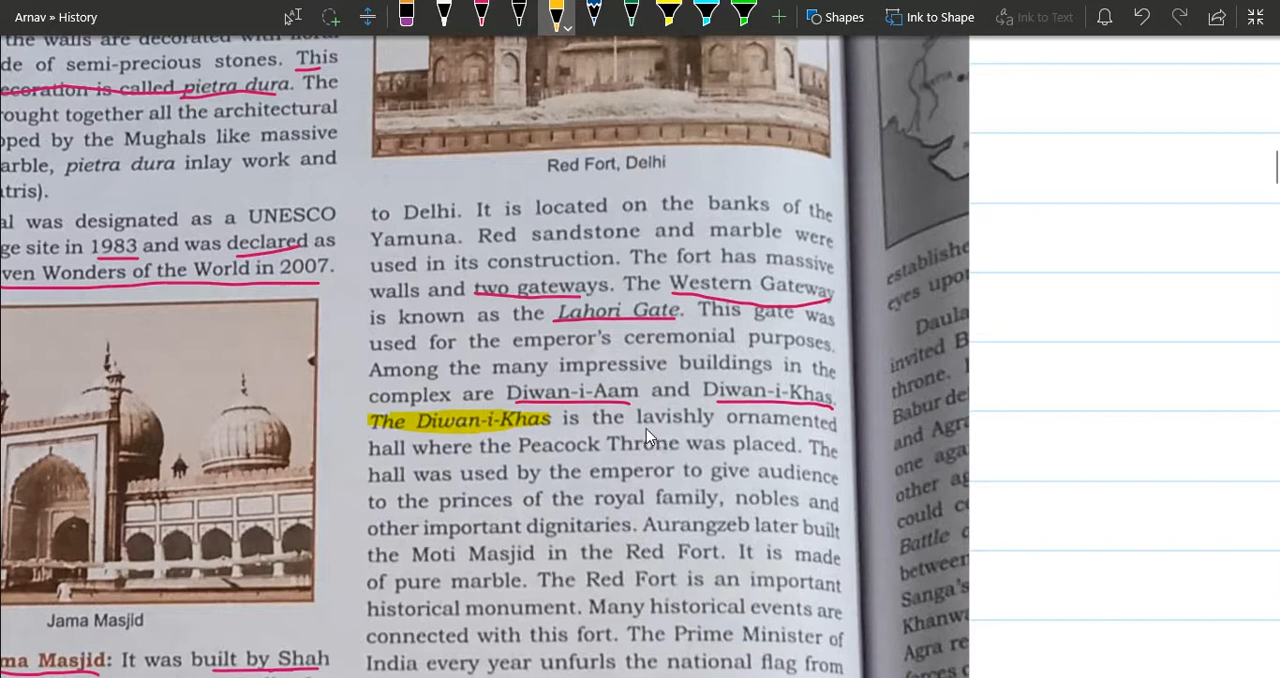 Arnav » History
Shapes
Ink to Shape
Ink to Text
the walls are decorated with
de of semi-precious stones. This
ecoration is called pietra dura. The
rought together all the architectural
oped by the Mughals like massive
arble, pietra dura inlay work and
tris).
al was designated as a UNESCO
ge site in 1983 and was declared as
ven Wonders of the World in 2007.
Jama Masjid
ma Masjid: It was built by Shah
Red Fort, Delhi
to Delhi. It is located on the banks of the
Yamuna. Red sandstone and marble were
used in its construction. The fort has massive
walls and two gateways. The Western Gateway
is known as the Lahori Gate. This gate was
used for the emperor's ceremonial purposes.
Among the many impressive buildings in the
complex are Diwan-i-Aam and Diwan-i-Khas.
The Diwan-i-Khas is the lavishly ornamented
hall where the Peacock Throne was placed. The
hall was used by the emperor to give audience
to the princes of the royal family, nobles and
other important dignitaries. Aurangzeb later built
the Moti Masjid in the Red Fort. It is made
of pure marble. The Red Fort is an important
historical monument. Many historical events are
connected with this fort. The Prime Minister of
India every year unfurls the national flag from
establishe
eyes upor
Daula
invited B
throne.
Babur de
and Agra
one aga
other ag
could c
Battle
between
Sanga's
Khanwa
Agra re
forces